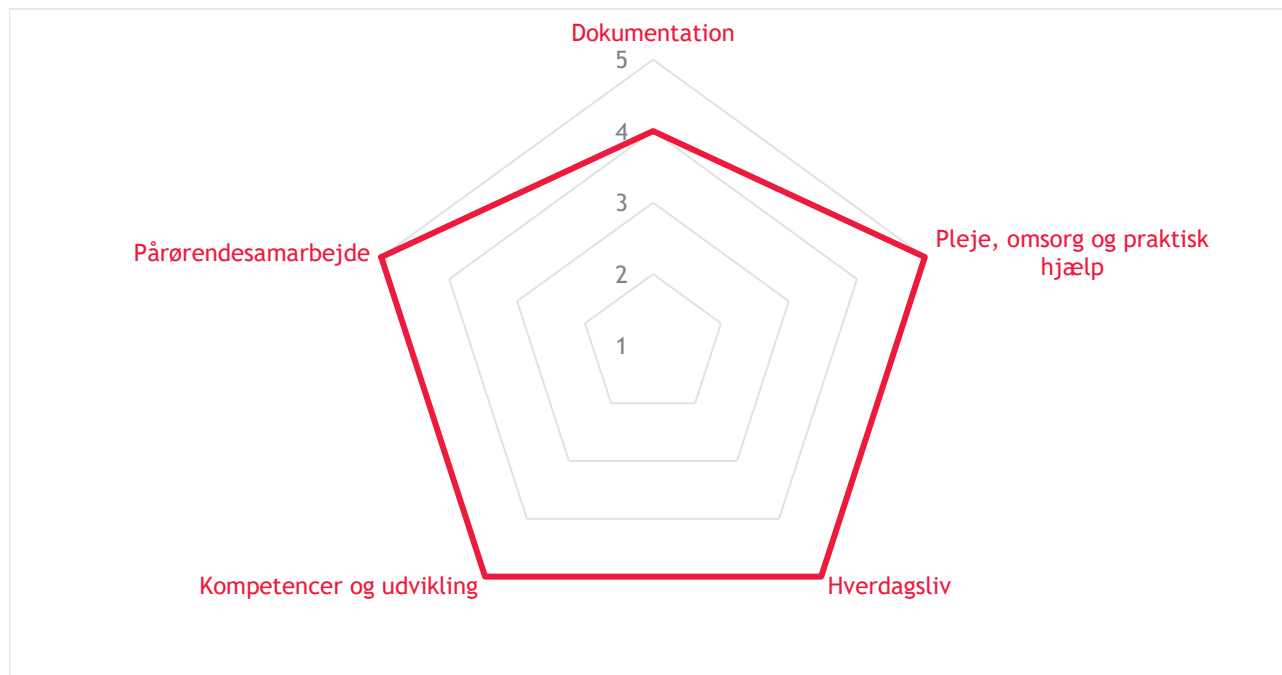 Dokumentation
5
4
3
2
1
Pleje, omsorg og praktisk
hjælp
Hverdagsliv
Kompetencer og udvikling
Pårørendesamarbejde